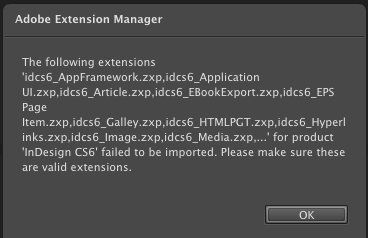 Adobe Extension Manager
The following extensions
'idcs6_AppFramework.zxp,idcs6_Application
UI.zxp,idcs6_Article.zxp,idcs6_EBookExport.zxp,idcs6_EPS
Page
Item.zxp,idcs6_Galley.zxp,idcs6_HTMLPGT.zxp,idcs6_Hyperl
inks.zxp,idcs6_Image.zxp,idcs6_Media.zxp,...' for product
'InDesign CS6' failed to be imported. Please make sure these
are valid extensions.
OK